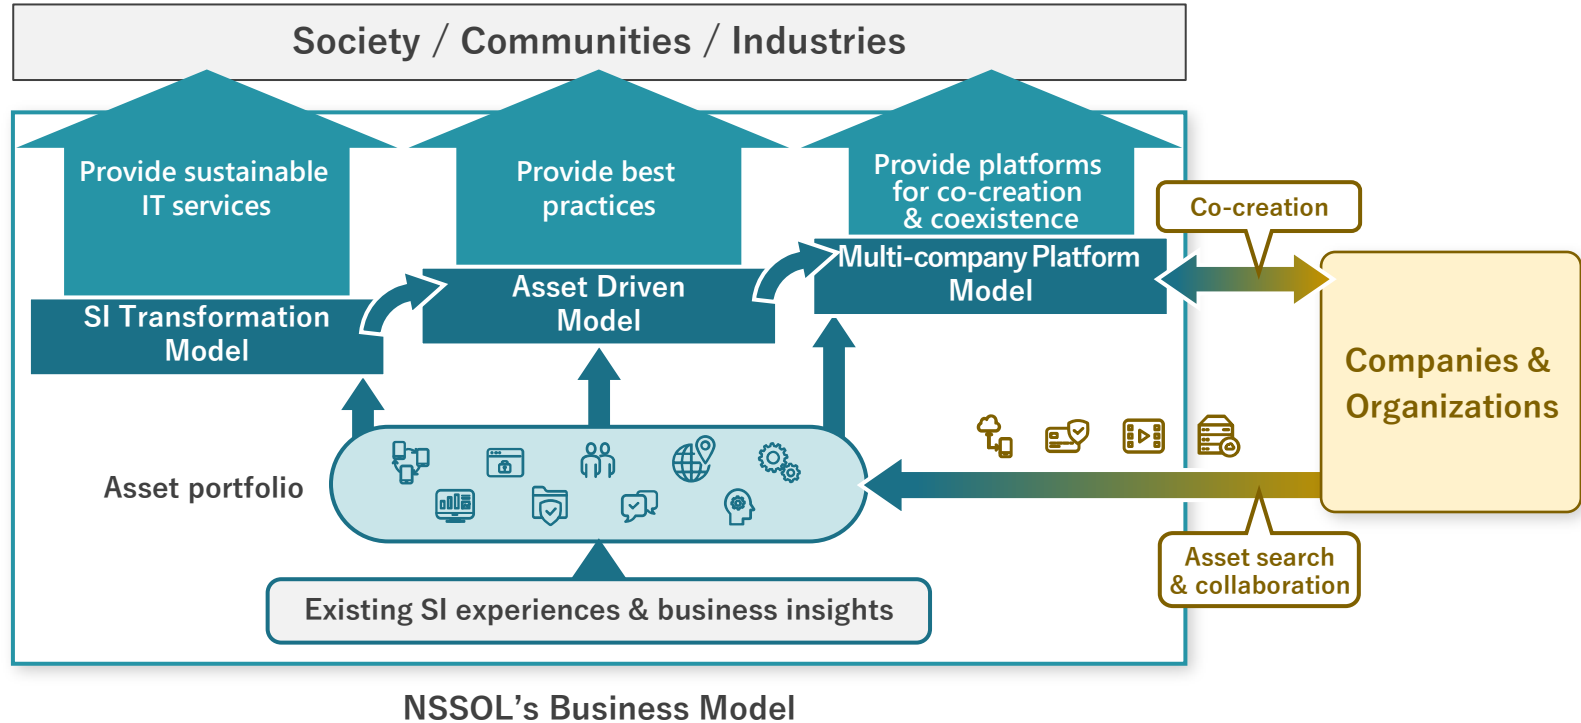 Society / Communities / Industries
Provide sustainable
IT services
Provide best
practices
Provide platforms
for co-creation
& coexistence
Co-creation
SI Transformation
Model
Asset Driven
Model
Multi-company Platform
Model
Companies &
Organizations
Asset portfolio
Asset search
& collaboration
Existing SI experiences & business insights
NSSOL’s Business Model